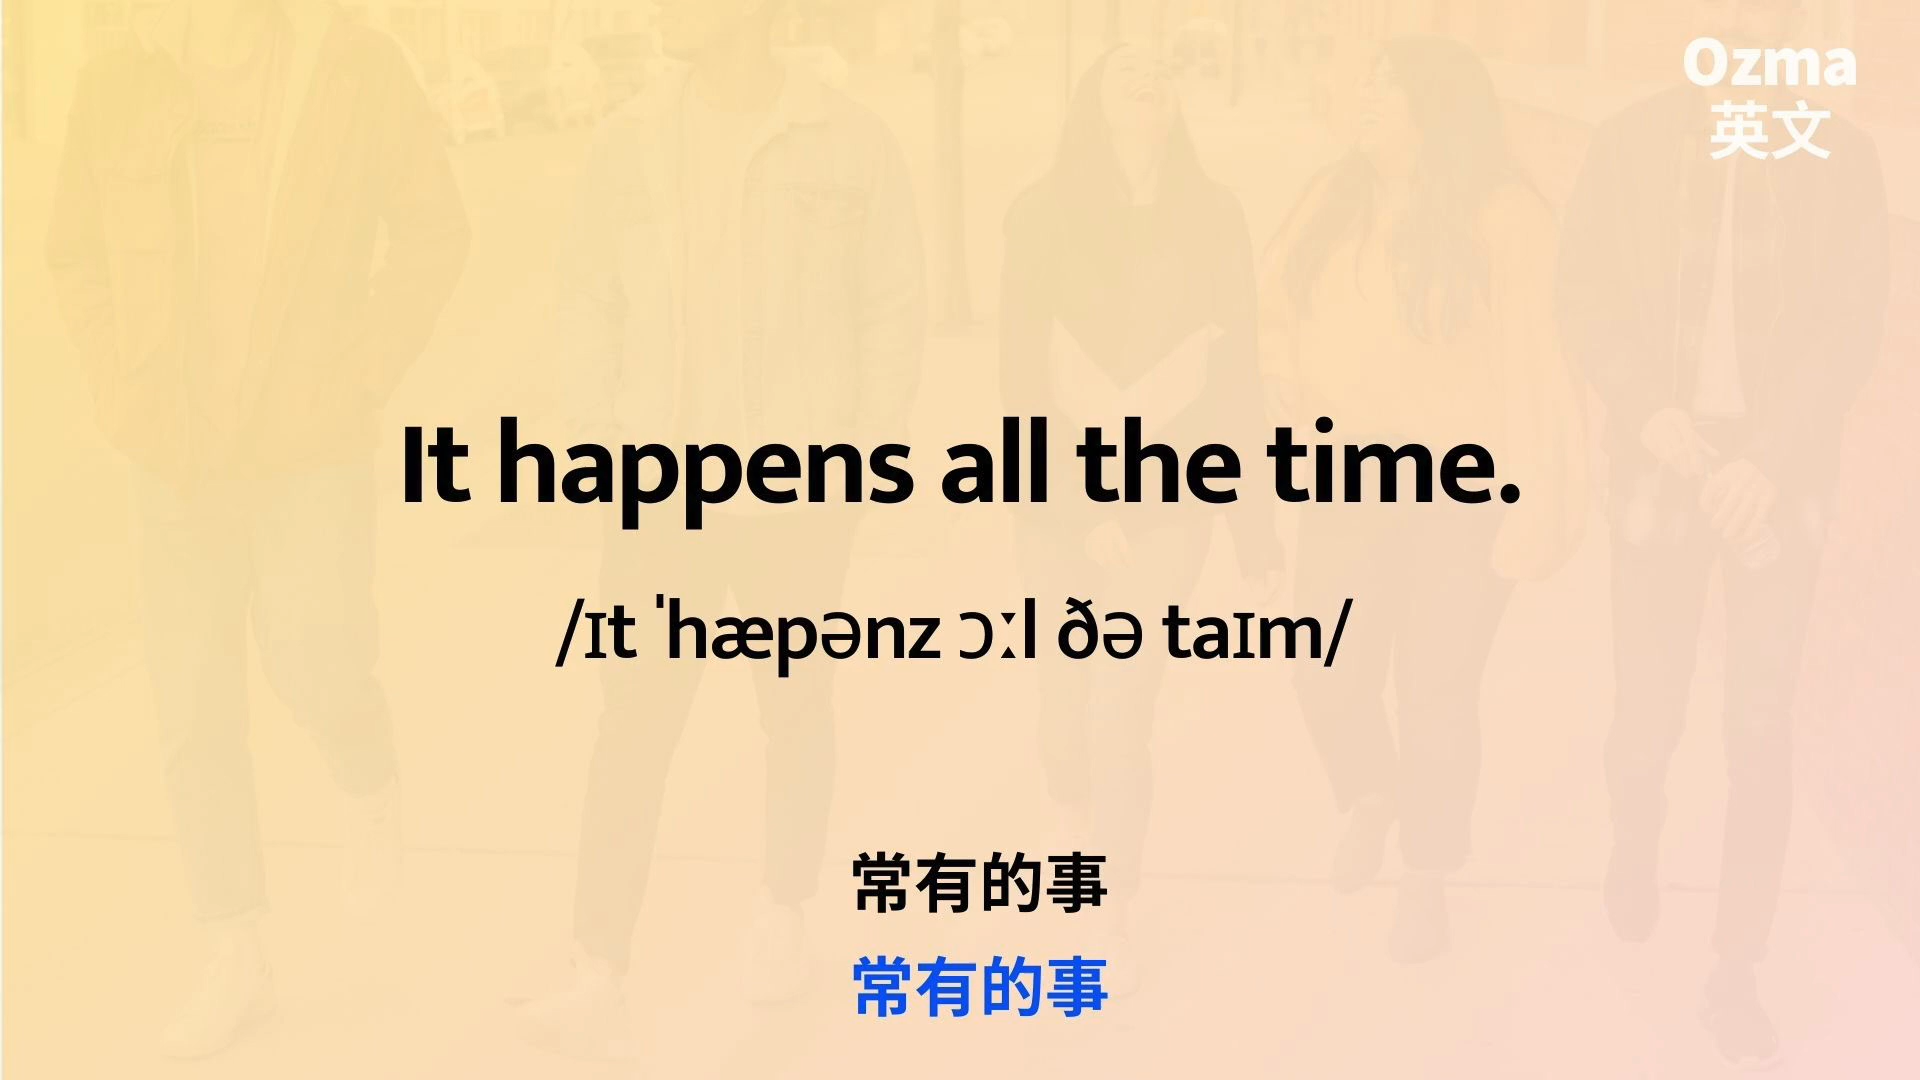 Ozma
英文
It happens all the time.
/ɪt ˈhæpənz ɔːl ðə taɪm/
常有的事
常有的事